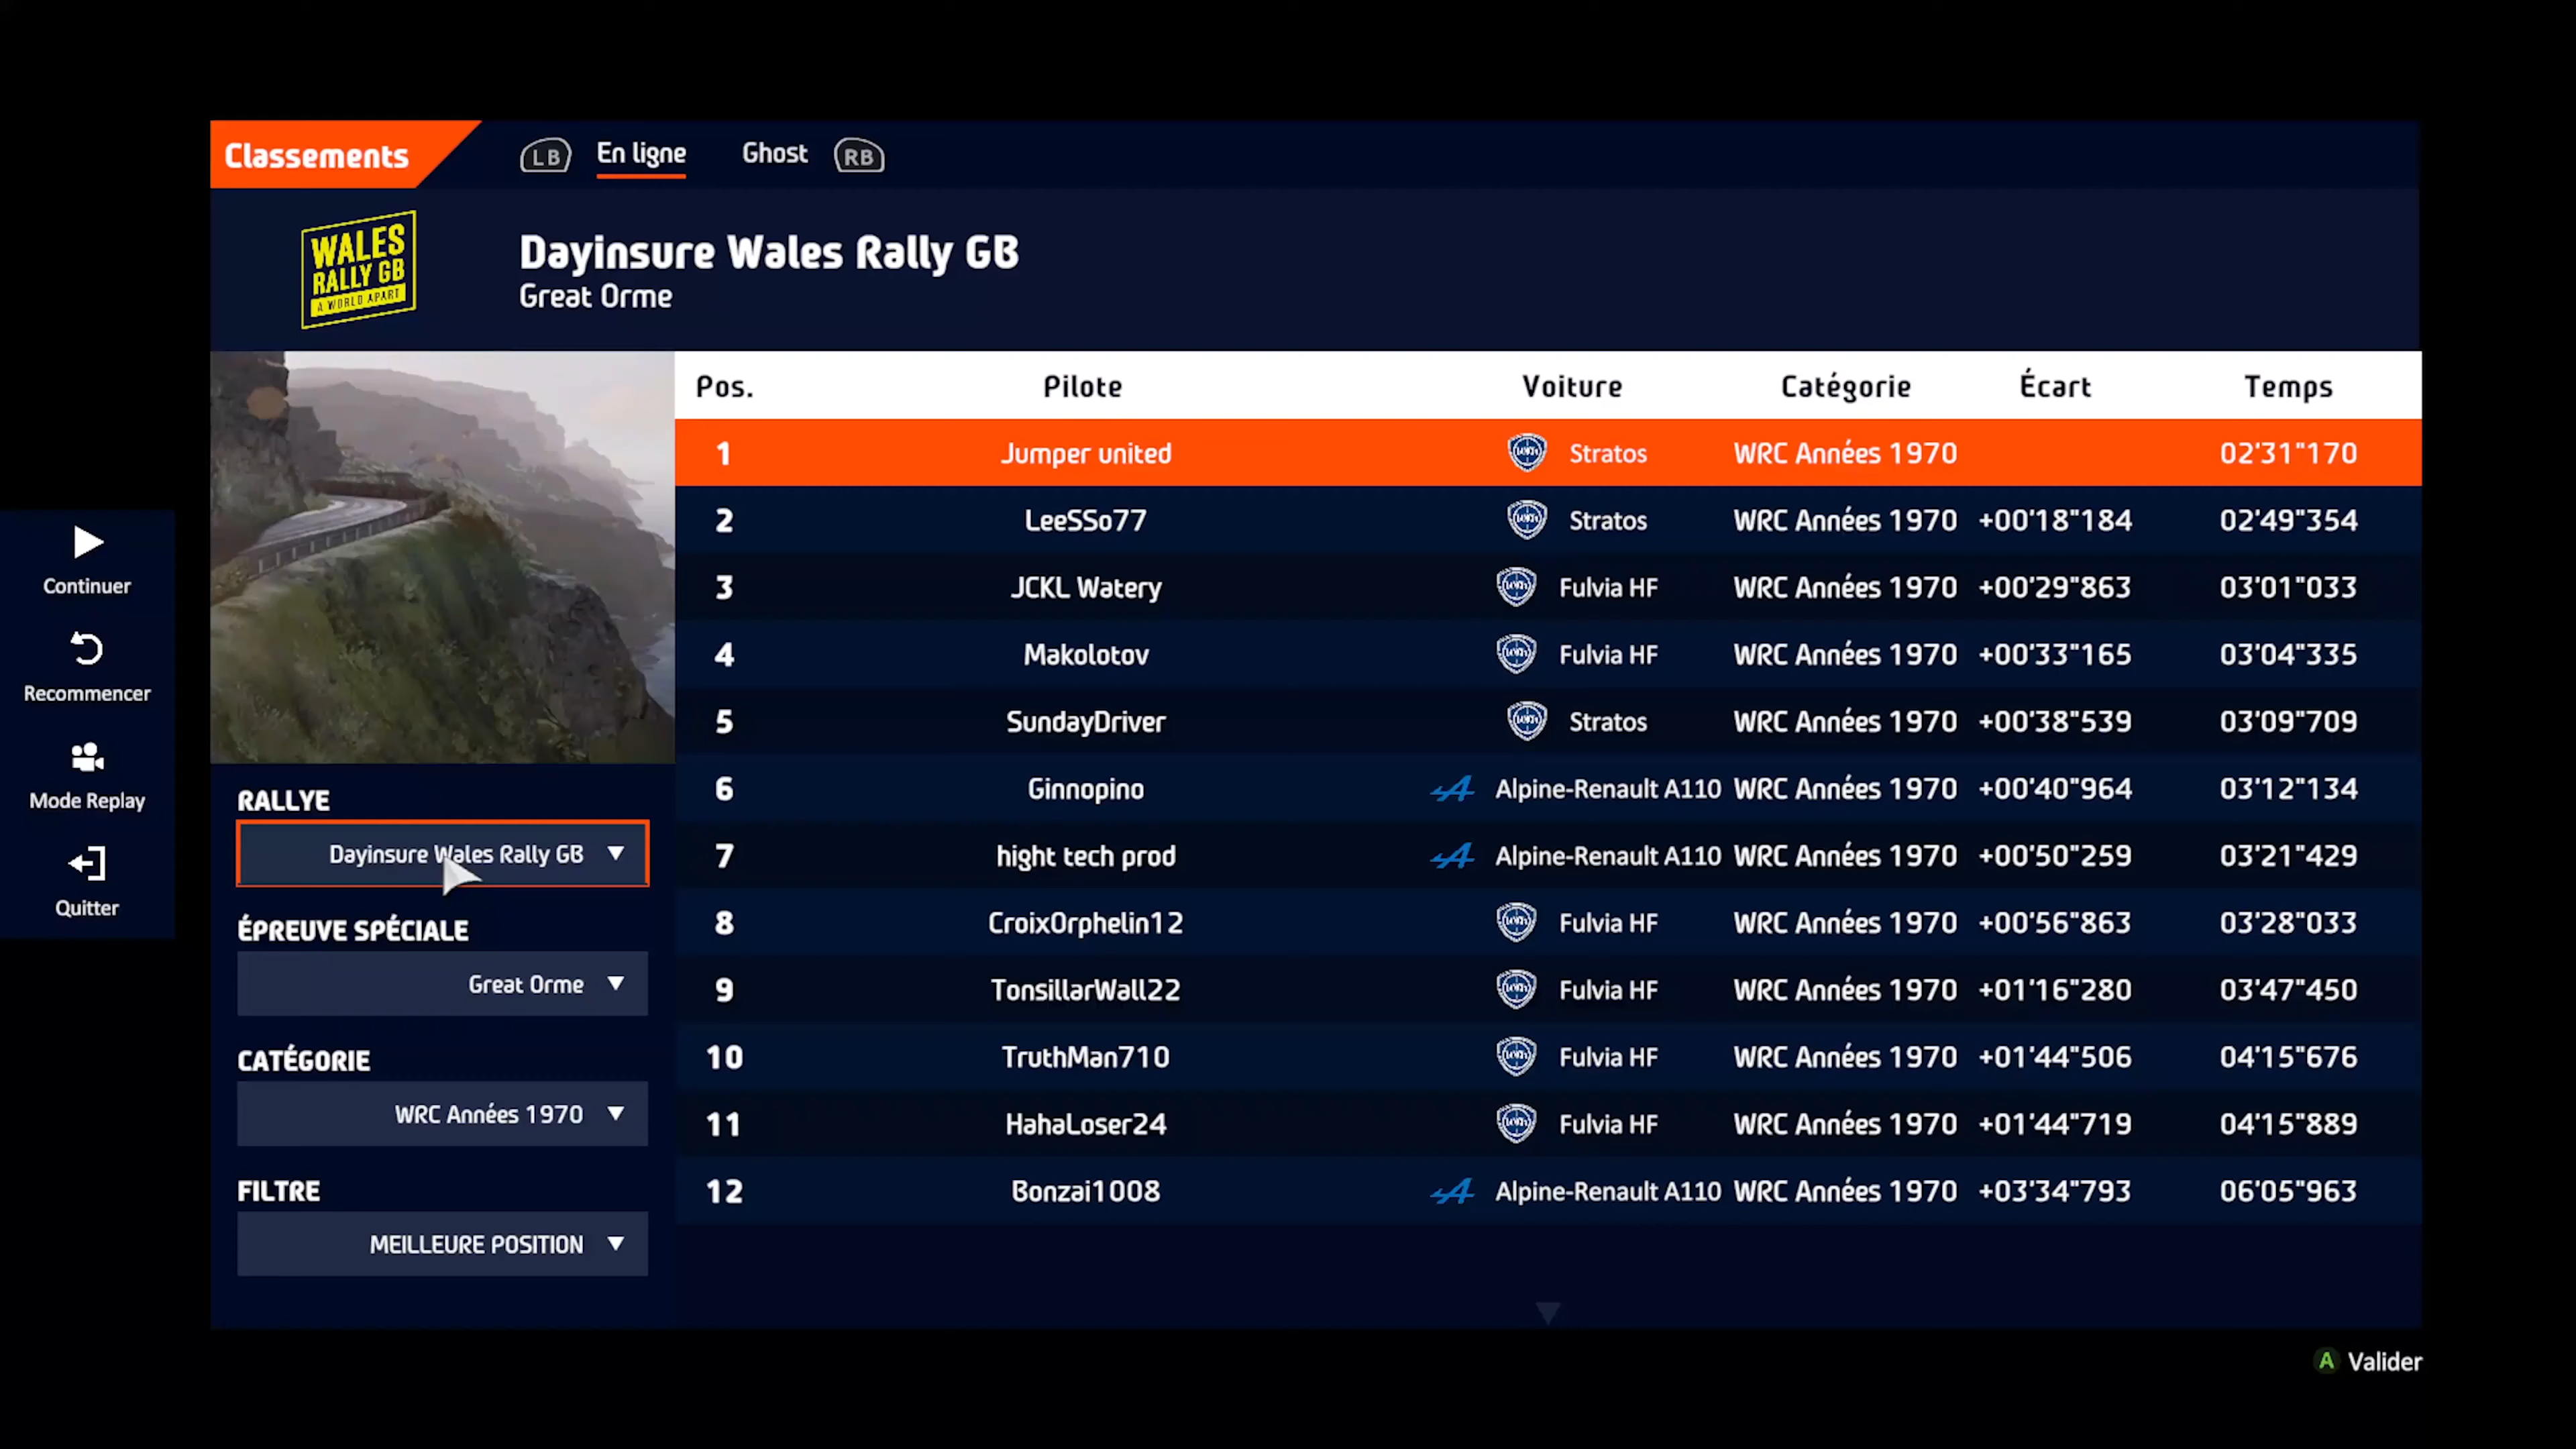 Classements
LB En ligne Ghost RB
WALES
RALLY GB
A WORLD APART
Dayinsure Wales Rally GB
Great Orme
Continuer
Recommencer
Mode Replay
Quitter
RALLYE
Dayinsure Wales Rally GB
ÉPREUVE SPÉCIALE
Great Orme
CATÉGORIE
WRC Années 1970
FILTRE
MEILLEURE POSITION
Pos. Pilote Voiture Catégorie Écart Temps
1 Jumper united Stratos WRC Années 1970 02'31"170
2 LeeSSo77 Stratos WRC Années 1970 +00'18"184 02'49"354
3 JCKL Watery Fulvia HF WRC Années 1970 +00'29"863 03'01"033
4 Makolotov Fulvia HF WRC Années 1970 +00'33"165 03'04"335
5 SundayDriver Stratos WRC Années 1970 +00'38"539 03'09"709
6 Ginnopino Alpine-Renault A110 WRC Années 1970 +00'40"964 03'12"134
7 hight tech prod Alpine-Renault A110 WRC Années 1970 +00'50"259 03'21"429
8 CroixOrphelin12 Fulvia HF WRC Années 1970 +00'56"863 03'28"033
9 TonsillarWall22 Fulvia HF WRC Années 1970 +01'16"280 03'47"450
10 TruthMan710 Fulvia HF WRC Années 1970 +01'44"506 04'15"676
11 HahaLoser24 Fulvia HF WRC Années 1970 +01'44"719 04'15"889
12 Bonzai1008 Alpine-Renault A110 WRC Années 1970 +03'34"793 06'05"963
A Valider